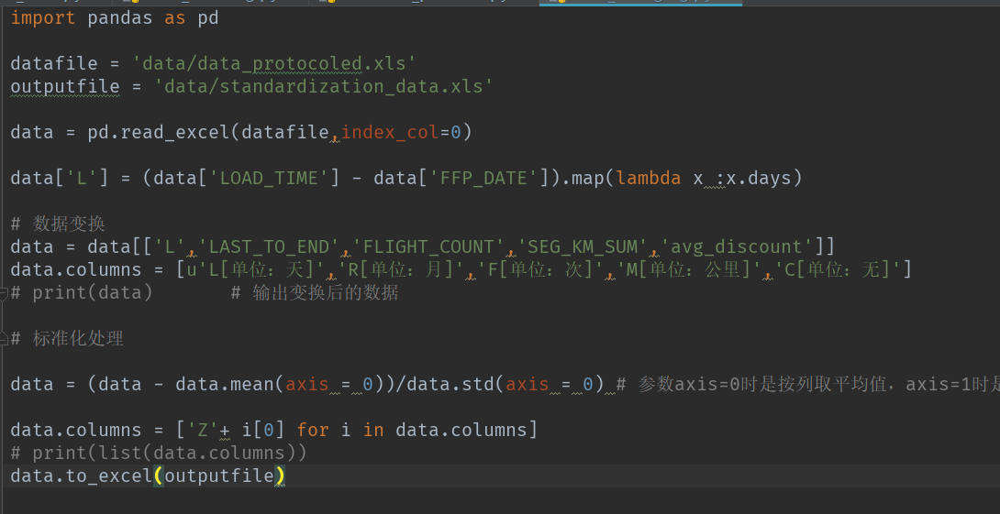 import pandas as pd
datafile = 'data/data_protocoled.xls'
outputfile = 'data/standardization_data.xls'
data = pd.read_excel(datafile,index_col=0)
data['L'] = (data['LOAD_TIME'] - data['FFP_DATE']).map(lambda x :x.days)
# 数据变换
data = data[['L','LAST_TO_END','FLIGHT_COUNT','SEG_KM_SUM','avg_discount']]
data.columns = [u'L[单位：天]','R[单位：月]','F[单位：次]','M[单位：公里]','C[单位：无]']
# print(data)       # 输出变换后的数据
# 标准化处理
data = (data - data.mean(axis = 0))/data.std(axis = 0) # 参数axis=0时是按列取平均值，axis=1时是
data.columns = ['Z'+ i[0] for i in data.columns]
# print(list(data.columns))
data.to_excel(outputfile)